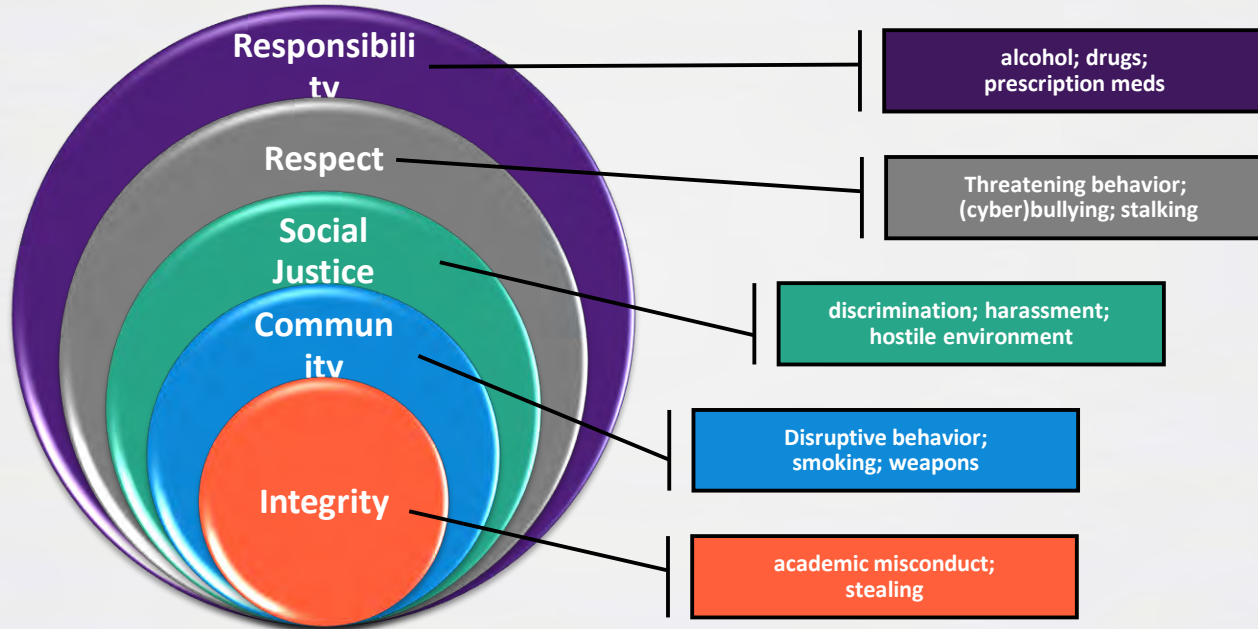 Responsibili
ty
alcohol; drugs;
prescription meds
Respect
Threatening behavior;
(cyber)bullying; stalking
Social
Justice
discrimination; harassment;
hostile environment
Commun
ity
Disruptive behavior;
smoking; weapons
Integrity
academic misconduct;
stealing